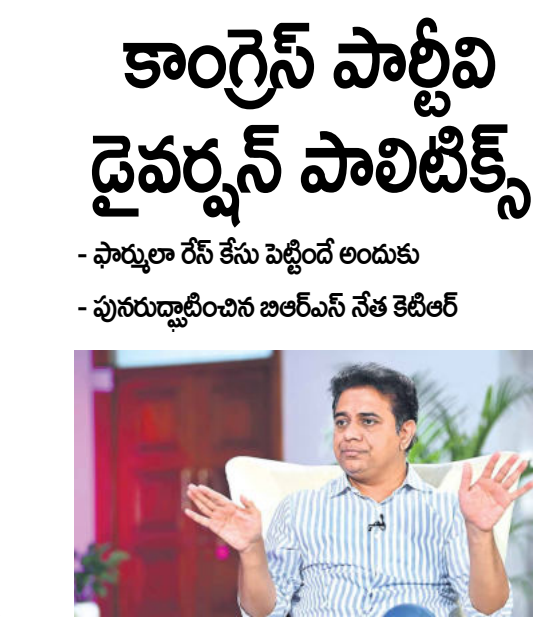 కాంగ్రెస్ పార్టీవి
డైవర్షన్ పాలిటిక్స్
- ఫార్ములా రేస్ కేసు పెట్టిందే అందుకు
- పునరుద్ఘాటించిన బిఆర్ఎస్ నేత కెటిఆర్